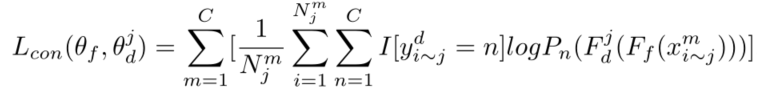 L_{con}(\theta_f, \theta_d^j) = \sum_{m=1}^{C} [\frac{1}{N_j^m} \sum_{i=1}^{N_j^m} \sum_{n=1}^{C} I[y_{i \sim j}^d = n] log P_n(F_d^j(F_f(x_{i \sim j}^m)))]